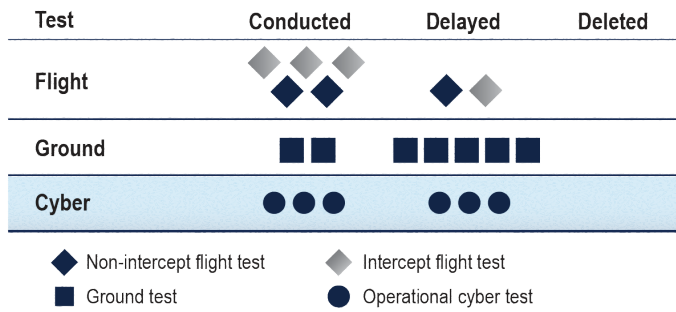 Test Conducted Delayed Deleted
Flight
Ground
Cyber
Non-intercept flight test Intercept flight test
Ground test Operational cyber test